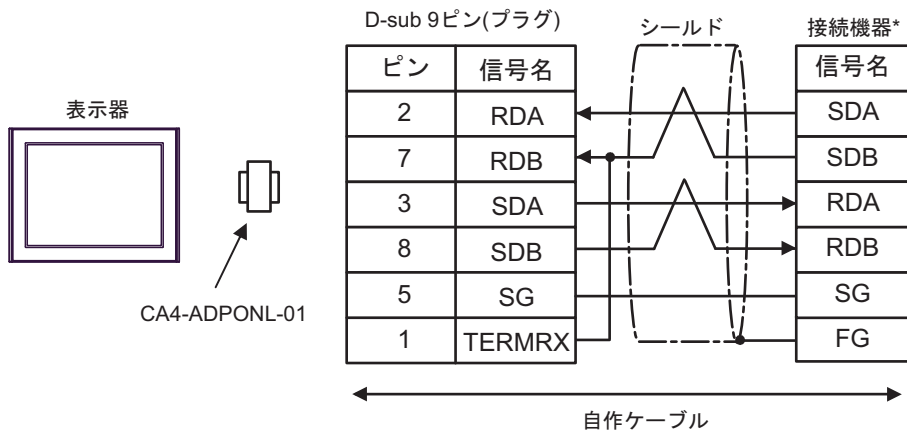 D-sub 9ピン(プラグ)
シールド
接続機器*
ピン 信号名 信号名
2 RDA SDA
7 RDB SDB
3 SDA RDA
8 SDB RDB
5 SG SG
1 TERMRX FG
表示器
CA4-ADPONL-01
自作ケーブル